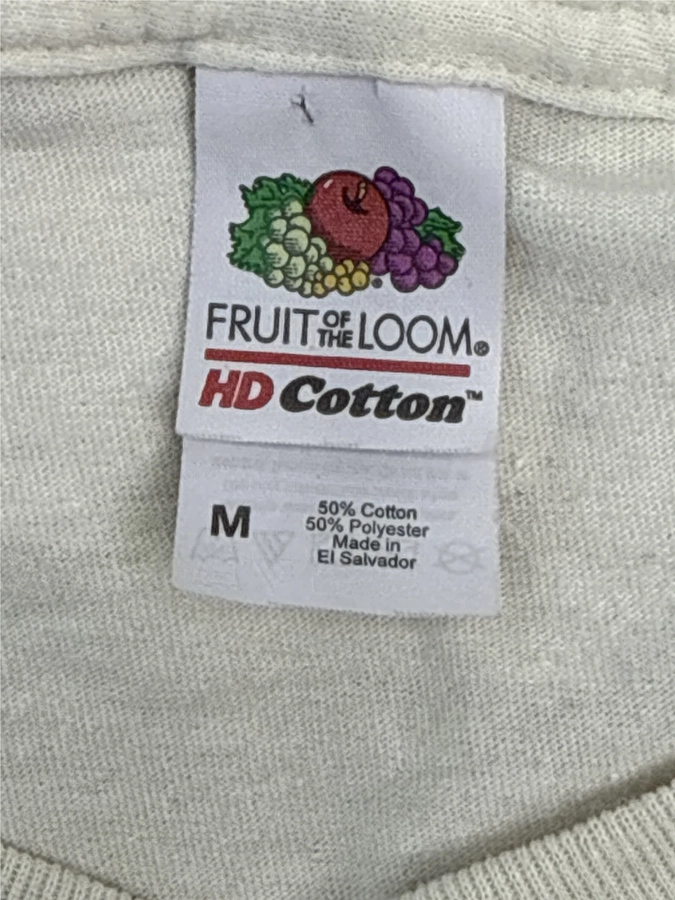 FRUIT OF THE LOOM®
HD Cotton™
M
50% Cotton
50% Polyester
Made in
El Salvador